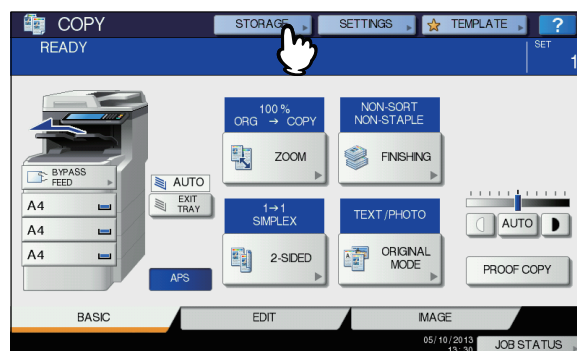 COPY
STORAGE
SETTINGS
TEMPLATE
?
READY
SET
1
100 %
ORG → COPY
NON-SORT
NON-STAPLE
ZOOM
FINISHING
BYPASS
FEED
AUTO
EXIT
TRAY
A4
A4
A4
1→1
SIMPLEX
TEXT/PHOTO
2-SIDED
ORIGINAL
MODE
APS
AUTO
PROOF COPY
BASIC
EDIT
IMAGE
05/10/2013
13:30
JOB STATUS